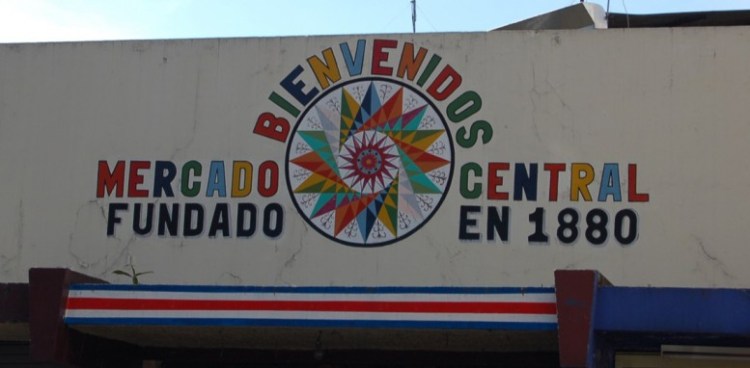 BIENVENIDOS
MERCADO CENTRAL
FUNDADO EN 1880